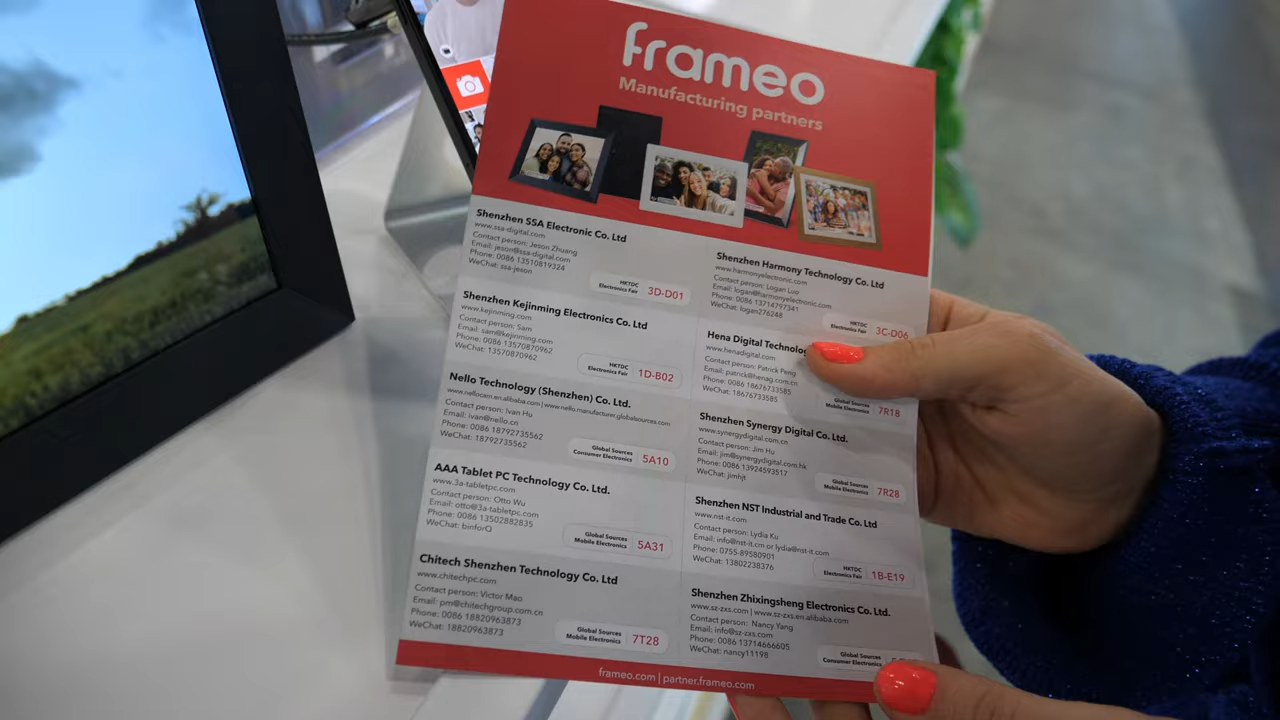 frameo
Manufacturing partners
Shenzhen SSA Electronic Co. Ltd
www.ssa-digital.com
Contact person: Jeson Zhuang
Email: jeson@ssa-digital.com
Phone: 0086 13510819324
WeChat: ssa-jeson
HKTDC
Electronics Fair
3D-D01
Shenzhen Kejinming Electronics Co. Ltd
www.kejinming.com
Contact person: Sam
Email: sam@kejinming.com
Phone: 0086 13570870962
WeChat: 13570870962
HKTDC
Electronics Fair
1D-B02
Nello Technology (Shenzhen) Co. Ltd.
www.nellocam.en.alibaba.com | www.nello.manufacturer.globalsources.com
Contact person: Ivan Hu
Email: ivan@nello.cn
Phone: 0086 18792735562
WeChat: 18792735562
Global Sources
Consumer Electronics
5A10
AAA Tablet PC Technology Co. Ltd.
www.3a-tabletpc.com
Contact person: Otto Wu
Email: otto@3a-tabletpc.com
Phone: 0086 13502882835
WeChat: binforQ
Global Sources
Mobile Electronics
5A31
Chitech Shenzhen Technology Co. Ltd
www.chitechpc.com
Contact person: Victor Mao
Email: pm@chitechgroup.com.cn
Phone: 0086 18820963873
WeChat: 18820963873
Global Sources
Mobile Electronics
7T28
Shenzhen Harmony Technology Co. Ltd
www.harmonyelectronic.com
Contact person: Logan Luo
Email: logan@harmonyelectronic.com
Phone: 0086 13714797341
WeChat: logan276248
HKTDC
Electronics Fair
3C-D06
Hena Digital Technolog
www.henadigital.com
Contact person: Patrick Peng
Email: patrick@henag.com.cn
Phone: 0086 18676733585
WeChat: 18676733585
Global Sources
Mobile Electronics
7R18
Shenzhen Synergy Digital Co. Ltd.
www.synergydigital.com.cn
Contact person: Jim Hu
Email: jim@synergydigital.com.hk
Phone: 0086 13924593517
WeChat: jimhjt
Global Sources
Mobile Electronics
7R28
Shenzhen NST Industrial and Trade Co. Ltd
www.nst-it.com
Contact person: Lydia Ku
Email: info@nst-it.cm or lydia@nst-it.com
Phone: 0755-89580901
WeChat: 13802238376
HKTDC
Electronics Fair
1B-E19
Shenzhen Zhixingsheng Electronics Co. Ltd.
www.sz-zxs.com | www.sz-zxs.en.alibaba.com
Contact person: Nancy Yang
Email: info@sz-zxs.com
Phone: 0086 13714666605
WeChat: nancy11198
Global Sources
Consumer Electronics
frameo.com | partner.frameo.com